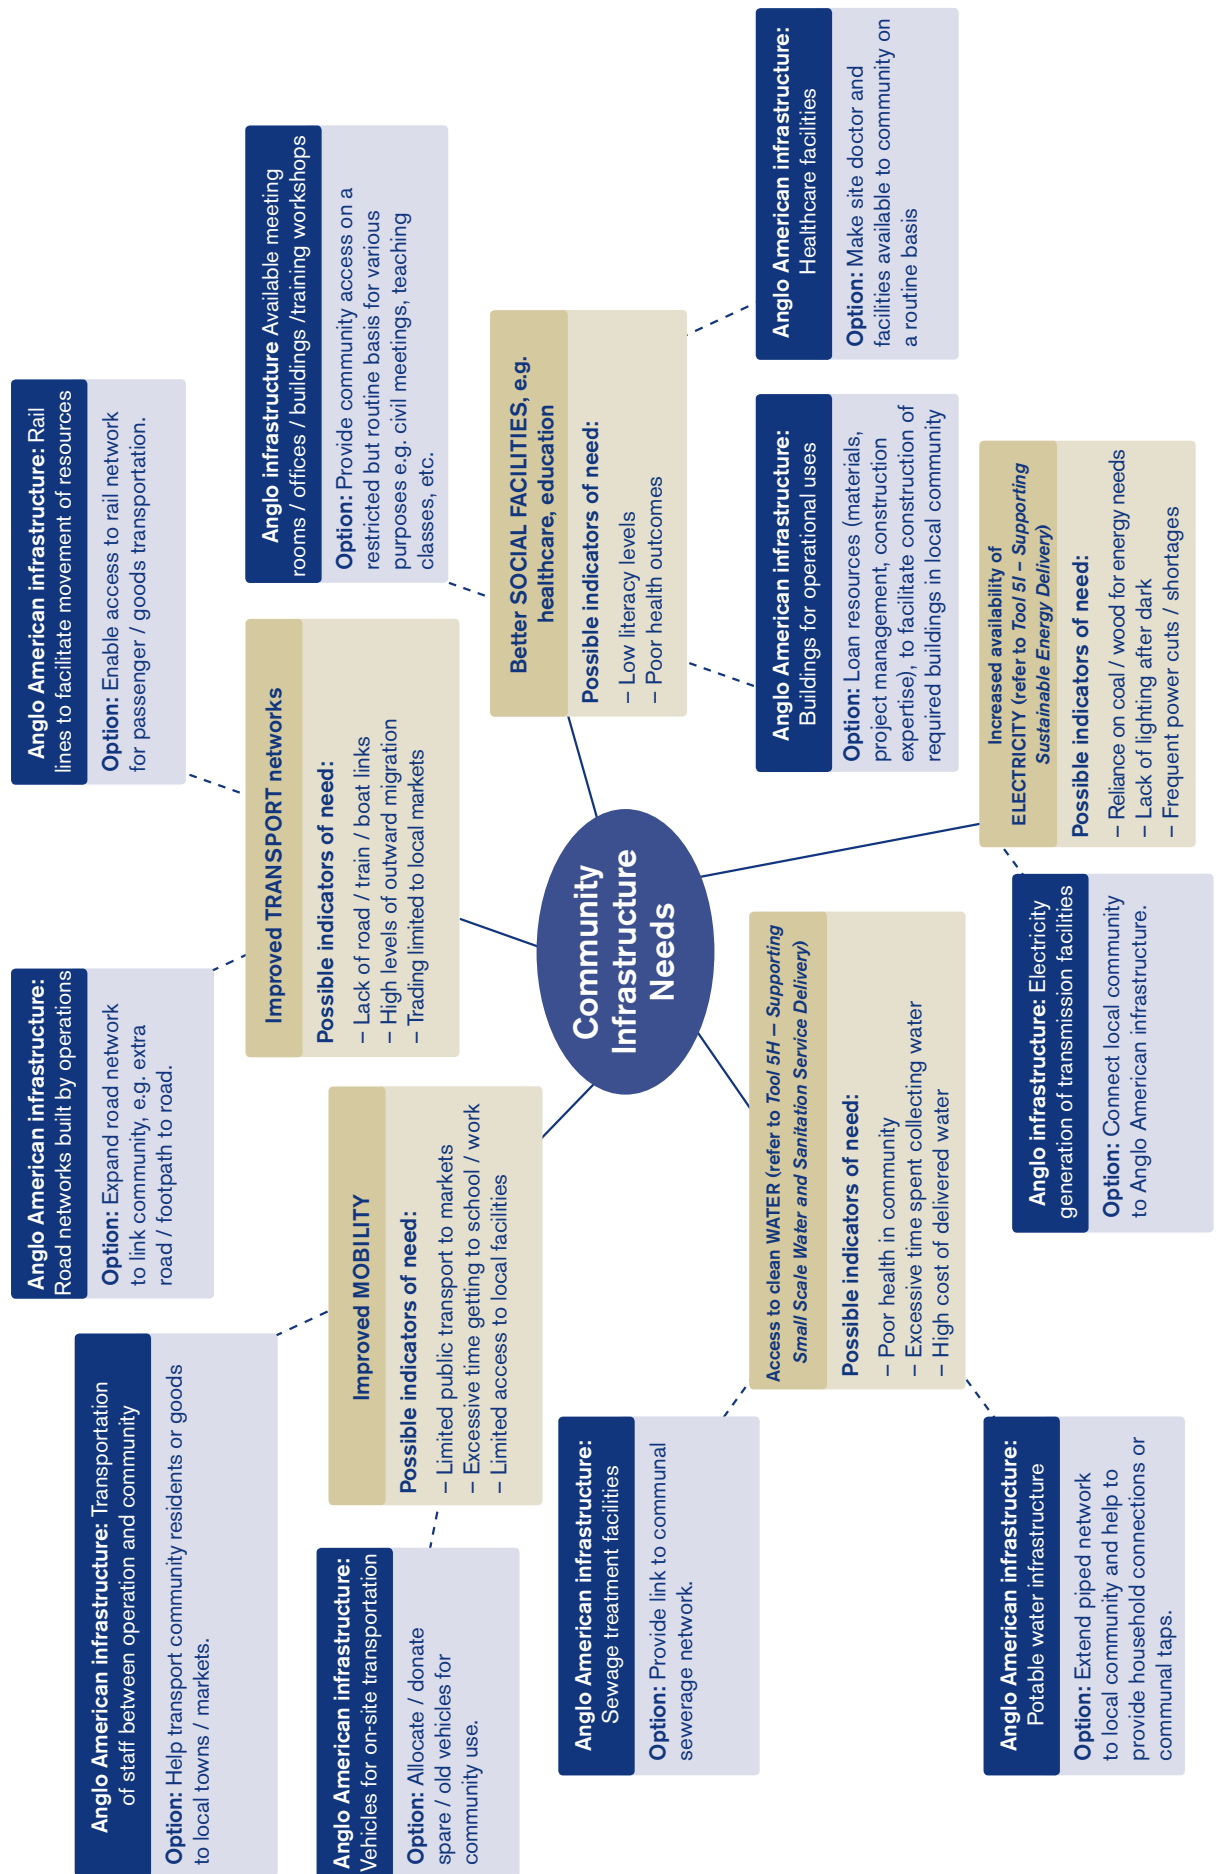 Anglo American infrastructure: Transportation
of staff between operation and community
Option: Help transport community residents or goods
to local towns / markets.
Anglo American infrastructure:
Vehicles for on-site transportation
Option: Allocate / donate
spare / old vehicles for
community use.
Improved MOBILITY
Possible indicators of need:
– Limited public transport to markets
– Excessive time getting to school / work
– Limited access to local facilities
Anglo American infrastructure:
Road networks built by operations
Option: Expand road network
to link community, e.g. extra
road / footpath to road.
Anglo American infrastructure: Rail
lines to facilitate movement of resources
Option: Enable access to rail network
for passenger / goods transportation.
Improved TRANSPORT networks
Possible indicators of need:
– Lack of road / train / boat links
– High levels of outward migration
– Trading limited to local markets
Anglo infrastructure Available meeting
rooms / offices / buildings /training workshops
Option: Provide community access on a
restricted but routine basis for various
purposes e.g. civil meetings, teaching
classes, etc.
Better SOCIAL FACILITIES, e.g.
healthcare, education
Possible indicators of need:
– Low literacy levels
– Poor health outcomes
Anglo American infrastructure:
Buildings for operational uses
Option: Loan resources (materials,
project management, construction
expertise), to facilitate construction of
required buildings in local community
Anglo American infrastructure:
Healthcare facilities
Option: Make site doctor and
facilities available to community on
a routine basis
Community
Infrastructure
Needs
Anglo American infrastructure:
Sewage treatment facilities
Option: Provide link to communal
sewerage network.
Access to clean WATER (refer to Tool 5H – Supporting
Small Scale Water and Sanitation Service Delivery)
Possible indicators of need:
– Poor health in community
– Excessive time spent collecting water
– High cost of delivered water
Anglo American infrastructure:
Potable water infrastructure
Option: Extend piped network
to local community and help to
provide household connections or
communal taps.
Increased availability of
ELECTRICITY (refer to Tool 5I – Supporting
Sustainable Energy Delivery)
Possible indicators of need:
– Reliance on coal / wood for energy needs
– Lack of lighting after dark
– Frequent power cuts / shortages
Anglo infrastructure: Electricity
generation of transmission facilities
Option: Connect local community
to Anglo American infrastructure.